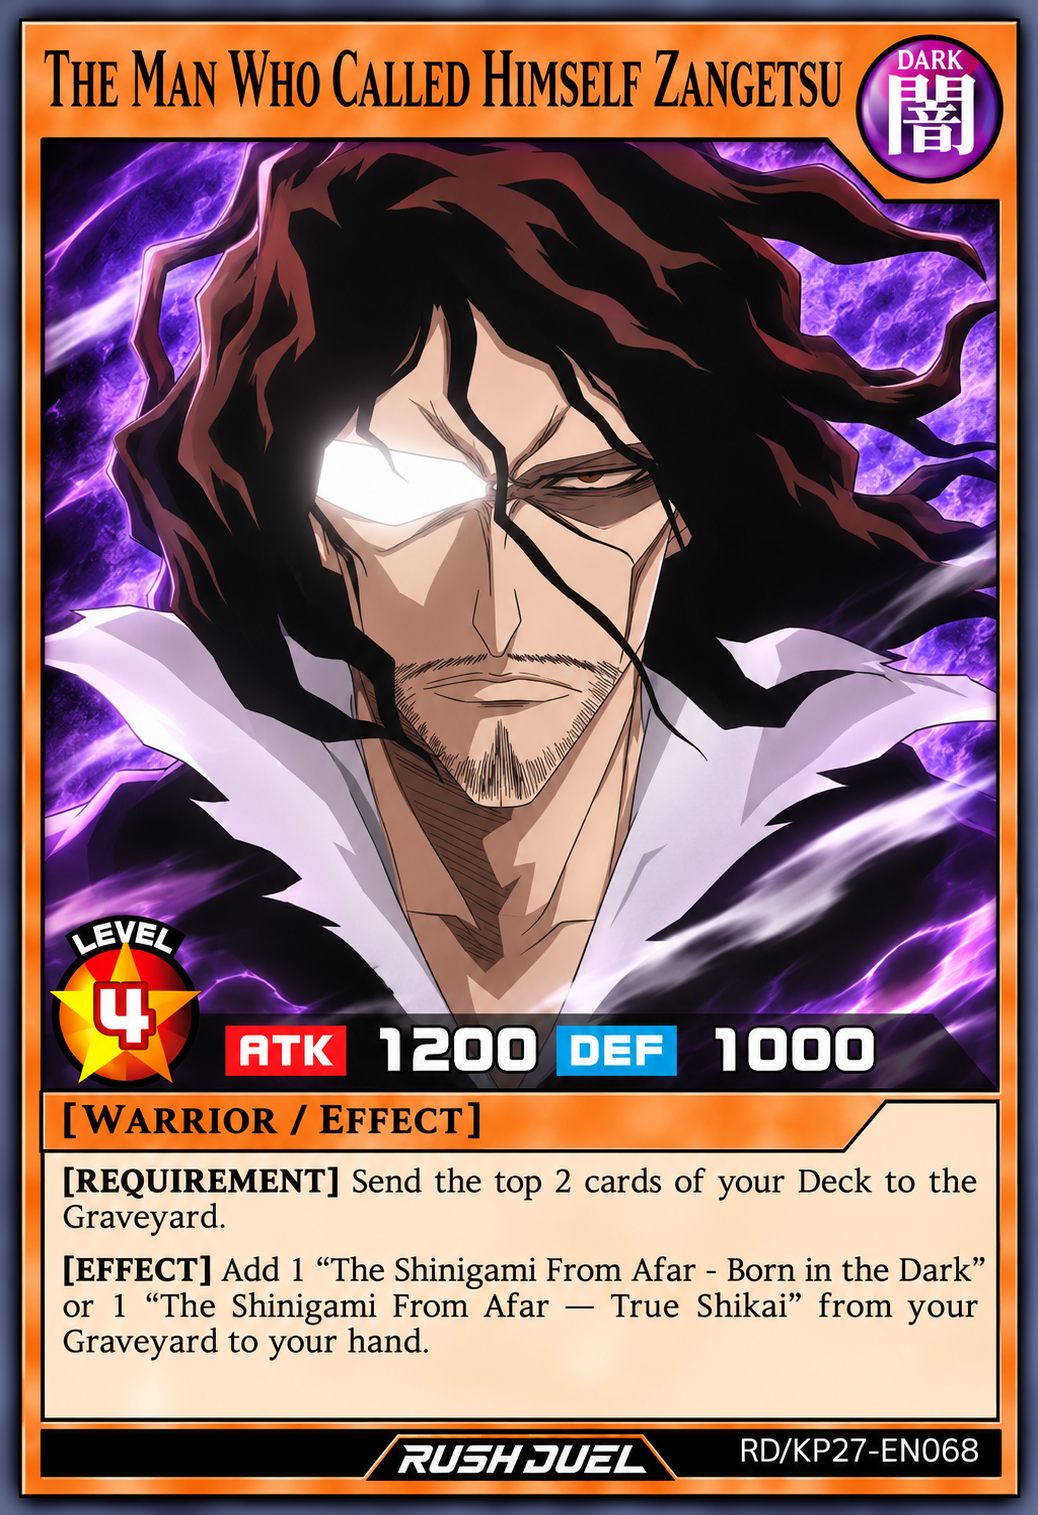 The Man Who Called Himself Zangetsu
DARK
闇
LEVEL
4
ATK 1200 DEF 1000
[Warrior / Effect]
[REQUIREMENT] Send the top 2 cards of your Deck to the
Graveyard.
[EFFECT] Add 1 “The Shinigami From Afar - Born in the Dark”
or 1 “The Shinigami From Afar — True Shikai” from your
Graveyard to your hand.
RUSH DUEL
RD/KP27-EN068